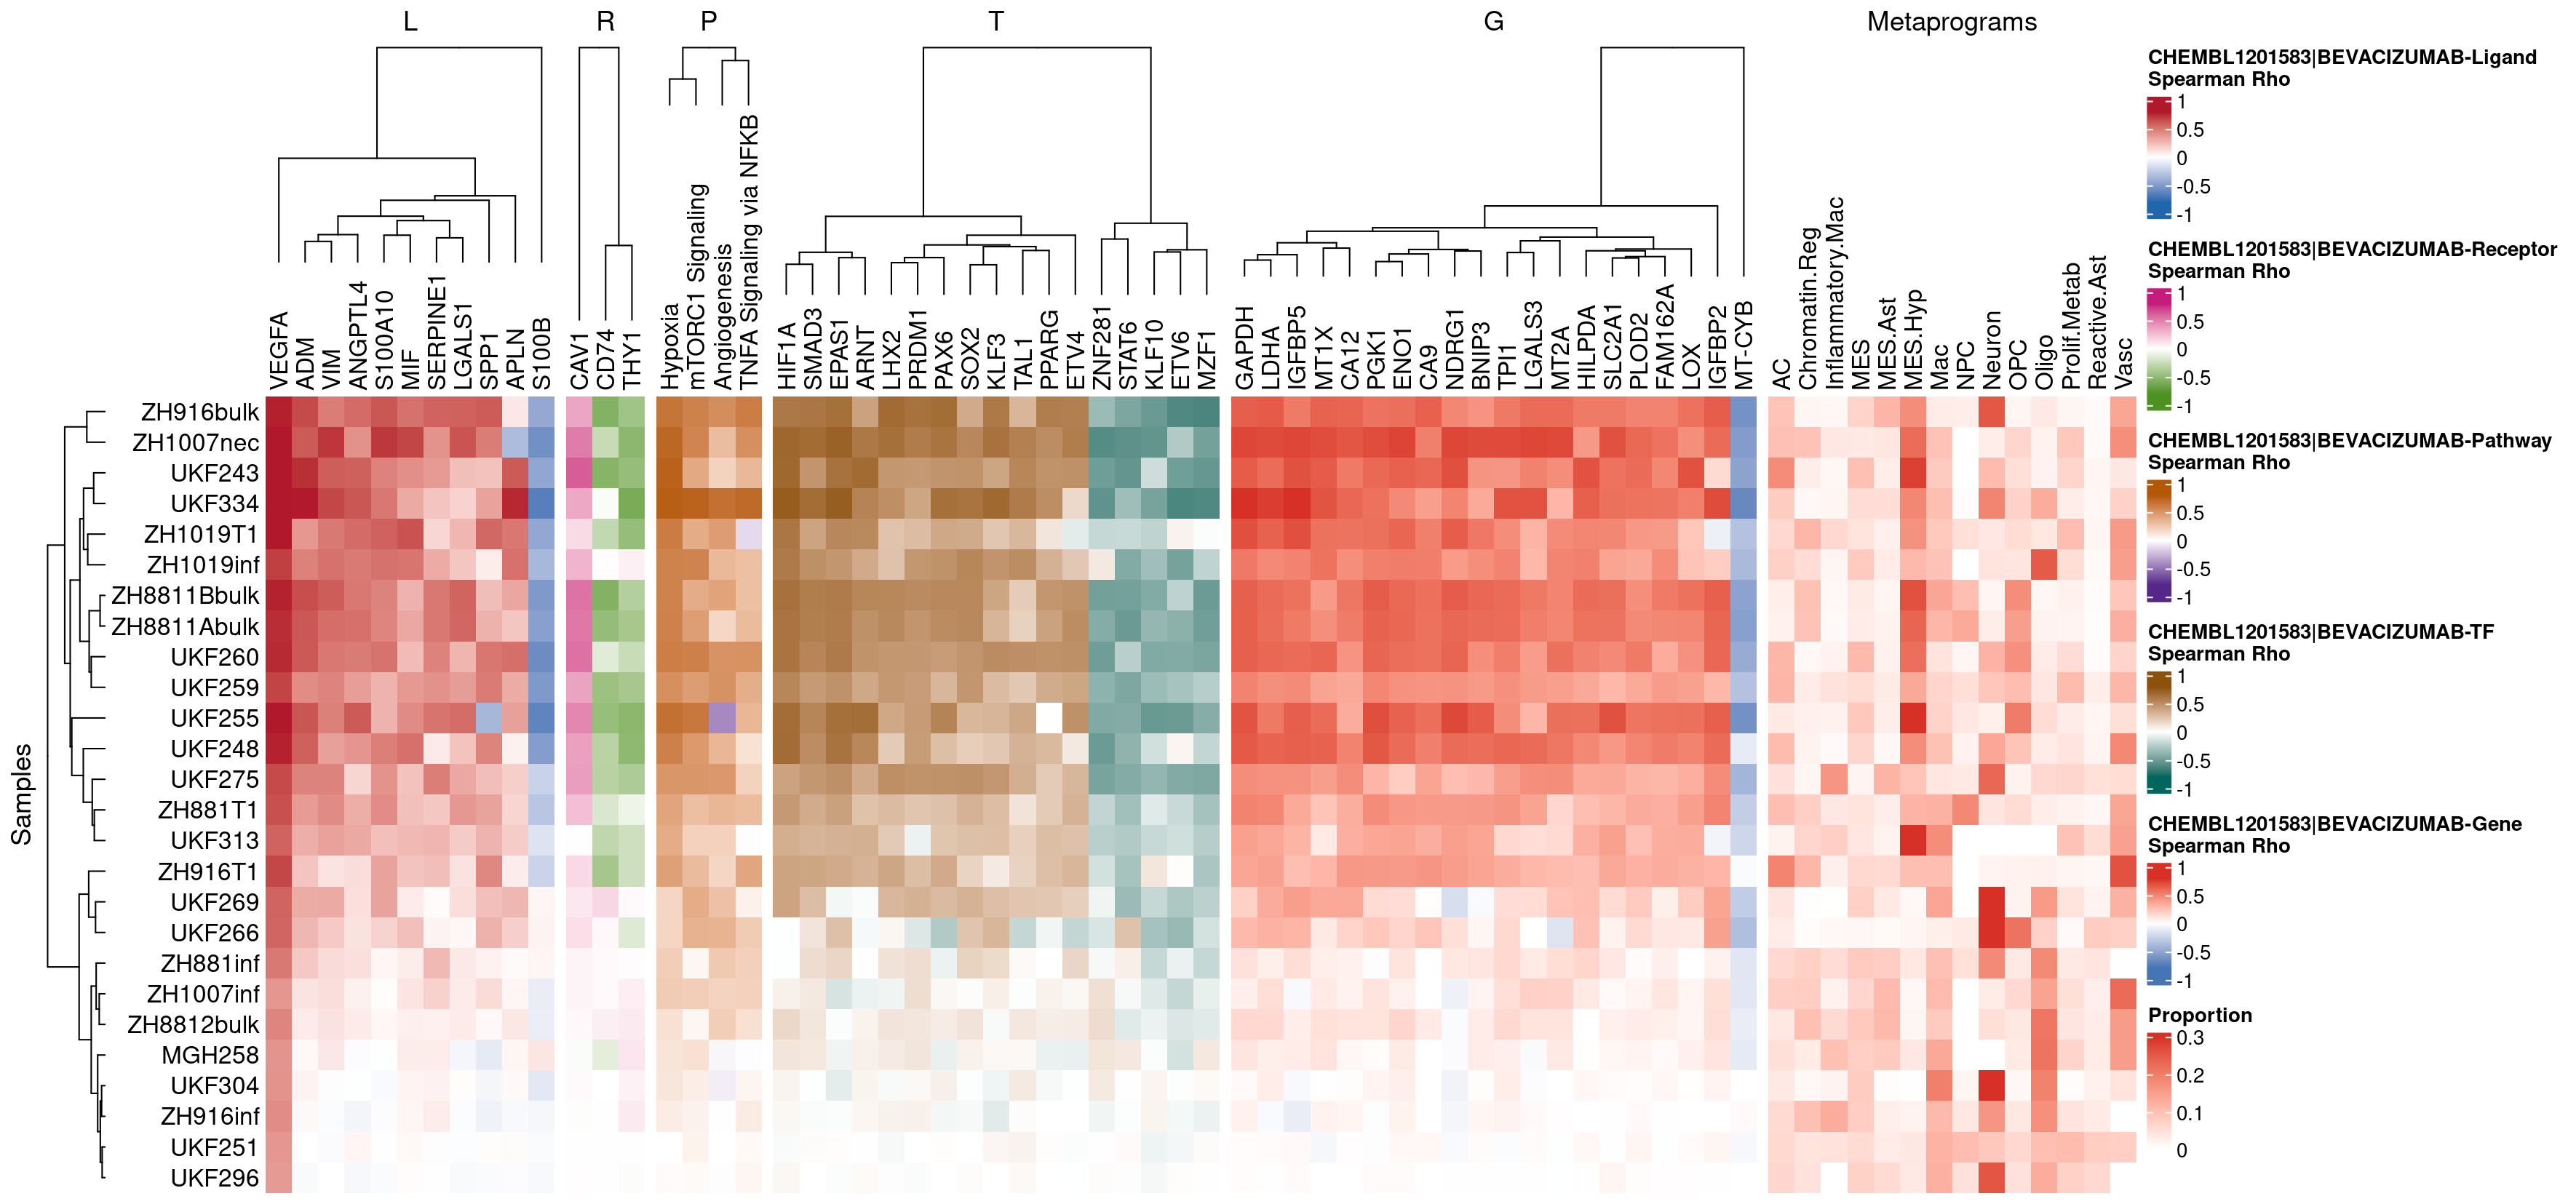 L R P T G Metaprograms
VEGFA
ADM
VIM
ANGPTL4
S100A10
MIF
SERPINE1
LGALS1
SPP1
APLN
S100B
CAV1
CD74
THY1
Hypoxia
mTORC1 Signaling
Angiogenesis
TNFA Signaling via NFKB
HIF1A
SMAD3
EPAS1
ARNT
LHX2
PRDM1
PAX6
SOX2
KLF3
TAL1
PPARG
ETV4
ZNF281
STAT6
KLF10
ETV6
MZF1
GAPDH
LDHA
IGFBP5
MT1X
CA12
PGK1
ENO1
CA9
NDRG1
BNIP3
TPI1
LGALS3
MT2A
HILPDA
SLC2A1
PLOD2
FAM162A
LOX
IGFBP2
MT-CYB
AC
Chromatin.Reg
Inflammatory.Mac
MES
MES.Ast
MES.Hyp
Mac
NPC
Neuron
OPC
Oligo
Prolif.Metab
Reactive.Ast
Vasc
Samples
ZH916bulk
ZH1007nec
UKF243
UKF334
ZH1019T1
ZH1019inf
ZH8811Bbulk
ZH8811Abulk
UKF260
UKF259
UKF255
UKF248
UKF275
ZH881T1
UKF313
ZH916T1
UKF269
UKF266
ZH881inf
ZH1007inf
ZH8812bulk
MGH258
UKF304
ZH916inf
UKF251
UKF296
CHEMBL1201583|BEVACIZUMAB-Ligand
Spearman Rho
1
0.5
0
-0.5
-1
CHEMBL1201583|BEVACIZUMAB-Receptor
Spearman Rho
1
0.5
0
-0.5
-1
CHEMBL1201583|BEVACIZUMAB-Pathway
Spearman Rho
1
0.5
0
-0.5
-1
CHEMBL1201583|BEVACIZUMAB-TF
Spearman Rho
1
0.5
0
-0.5
-1
CHEMBL1201583|BEVACIZUMAB-Gene
Spearman Rho
1
0.5
0
-0.5
-1
Proportion
0.3
0.2
0.1
0